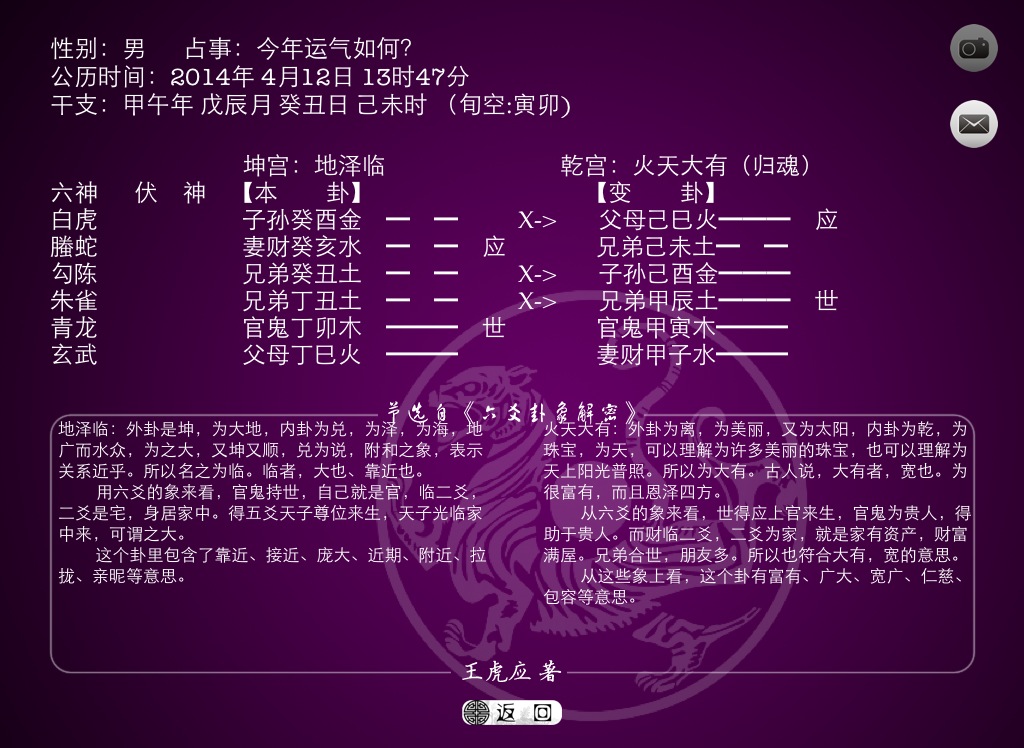 性别：男 占事：今年运气如何?
公历时间：2014年 4月12日 13时47分
干支：甲午年 戊辰月 癸丑日 己未时 （旬空:寅卯）
坤宫：地泽临 乾宫：火天大有（归魂）
六神 伏 神 【本 卦】 【变 卦】
白虎 子孙癸酉金 X-> 父母己巳火 应
螣蛇 妻财癸亥水 应 兄弟己未土
勾陈 兄弟癸丑土 X-> 子孙己酉金
朱雀 兄弟丁丑土 X-> 兄弟甲辰土 世
青龙 官鬼丁卯木 世 官鬼甲寅木
玄武 父母丁巳火 妻财甲子水
节选自《六爻卦象解密》
地泽临：外卦是坤，为大地，内卦为兑，为泽，为海，地
广而水众，为之大，又坤又顺，兑为说，附和之象，表示
关系近乎。所以名之为临。临者，大也、靠近也。
用六爻的象来看，官鬼持世，自己就是官，临二爻，
二爻是宅，身居家中。得五爻天子尊位来生，天子光临家
中来，可谓之大。
这个卦里包含了靠近、接近、庞大、近期、附近、拉
拢、亲昵等意思。
火天大有：外卦为离，为美丽，又为太阳，内卦为乾，为
珠宝，为天，可以理解为许多美丽的珠宝，也可以理解为
天上阳光普照。所以为大有。古人说，大有者，宽也。为
很富有，而且恩泽四方。
从六爻的象来看，世得应上官来生，官鬼为贵人，得
助于贵人。而财临二爻，二爻为家，就是家有资产，财富
满屋。兄弟合世，朋友多。所以也符合大有，宽的意思。
从这些象上看，这个卦有富有、广大、宽广、仁慈、
包容等意思。
王虎应 著
返 回